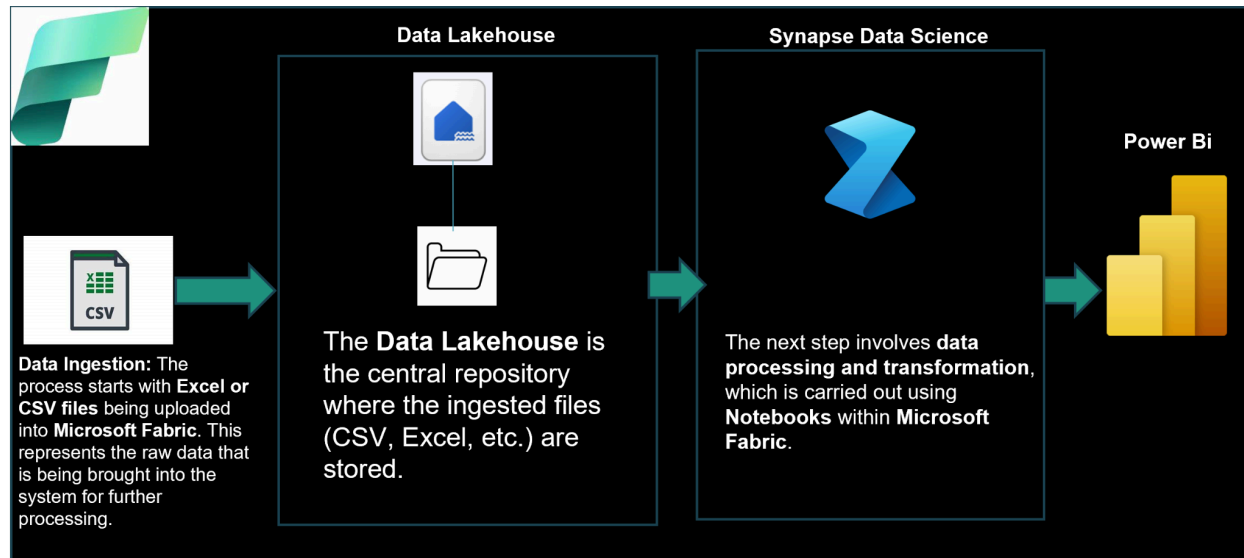 Data Lakehouse
Synapse Data Science
Power Bi
X
CSV
Data Ingestion: The
process starts with Excel or
CSV files being uploaded
into Microsoft Fabric. This
represents the raw data that
is being brought into the
system for further
processing.
The Data Lakehouse is
the central repository
where the ingested files
(CSV, Excel, etc.) are
stored.
The next step involves data
processing and transformation,
which is carried out using
Notebooks within Microsoft
Fabric.